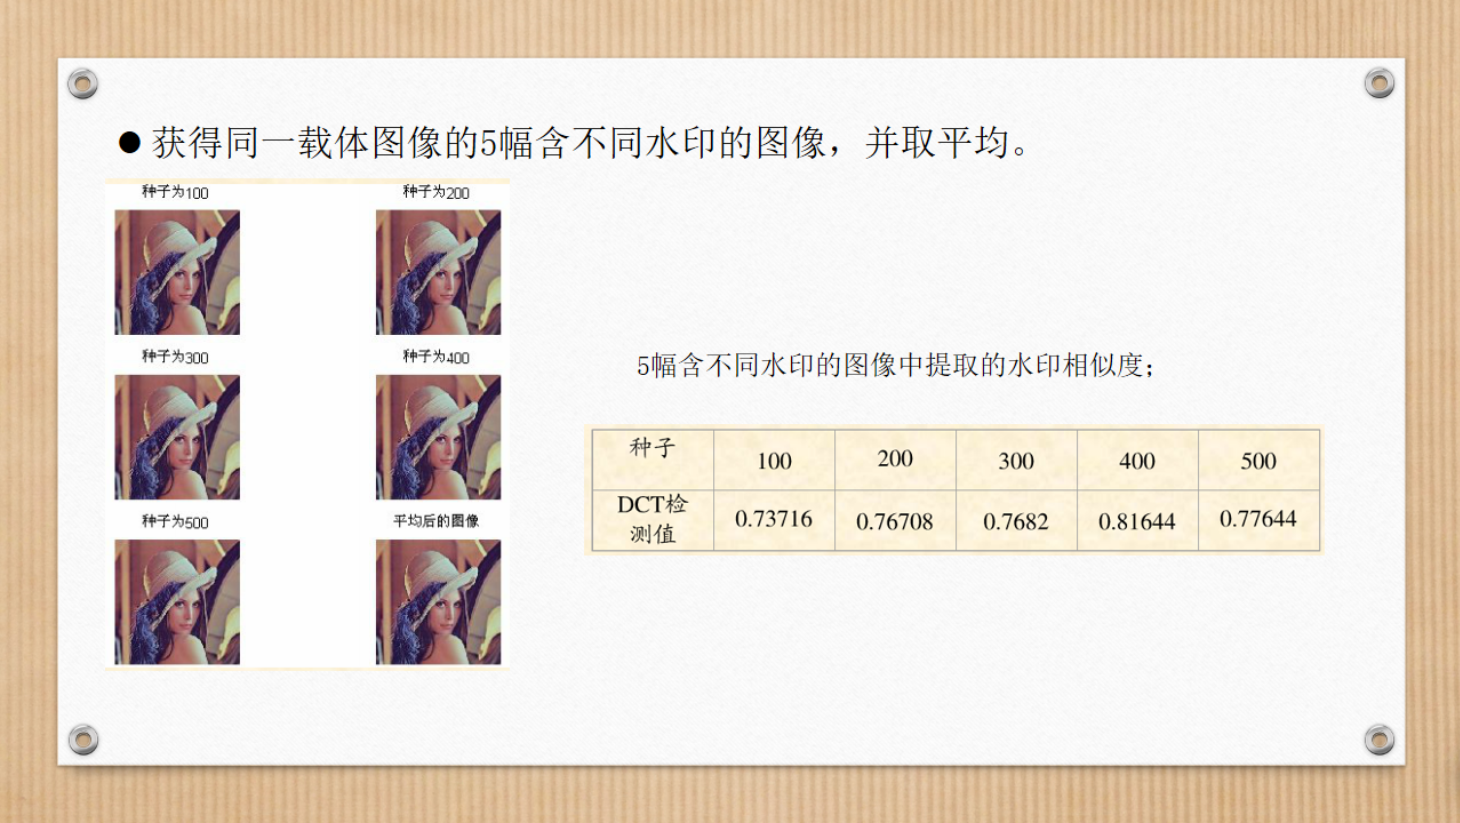 ● 获得同一载体图像的5幅含不同水印的图像，并取平均。
种子为100
种子为200
种子为300
种子为400
种子为500
平均后的图像
5幅含不同水印的图像中提取的水印相似度；
种子 100 200 300 400 500
DCT检测值 0.73716 0.76708 0.7682 0.81644 0.77644